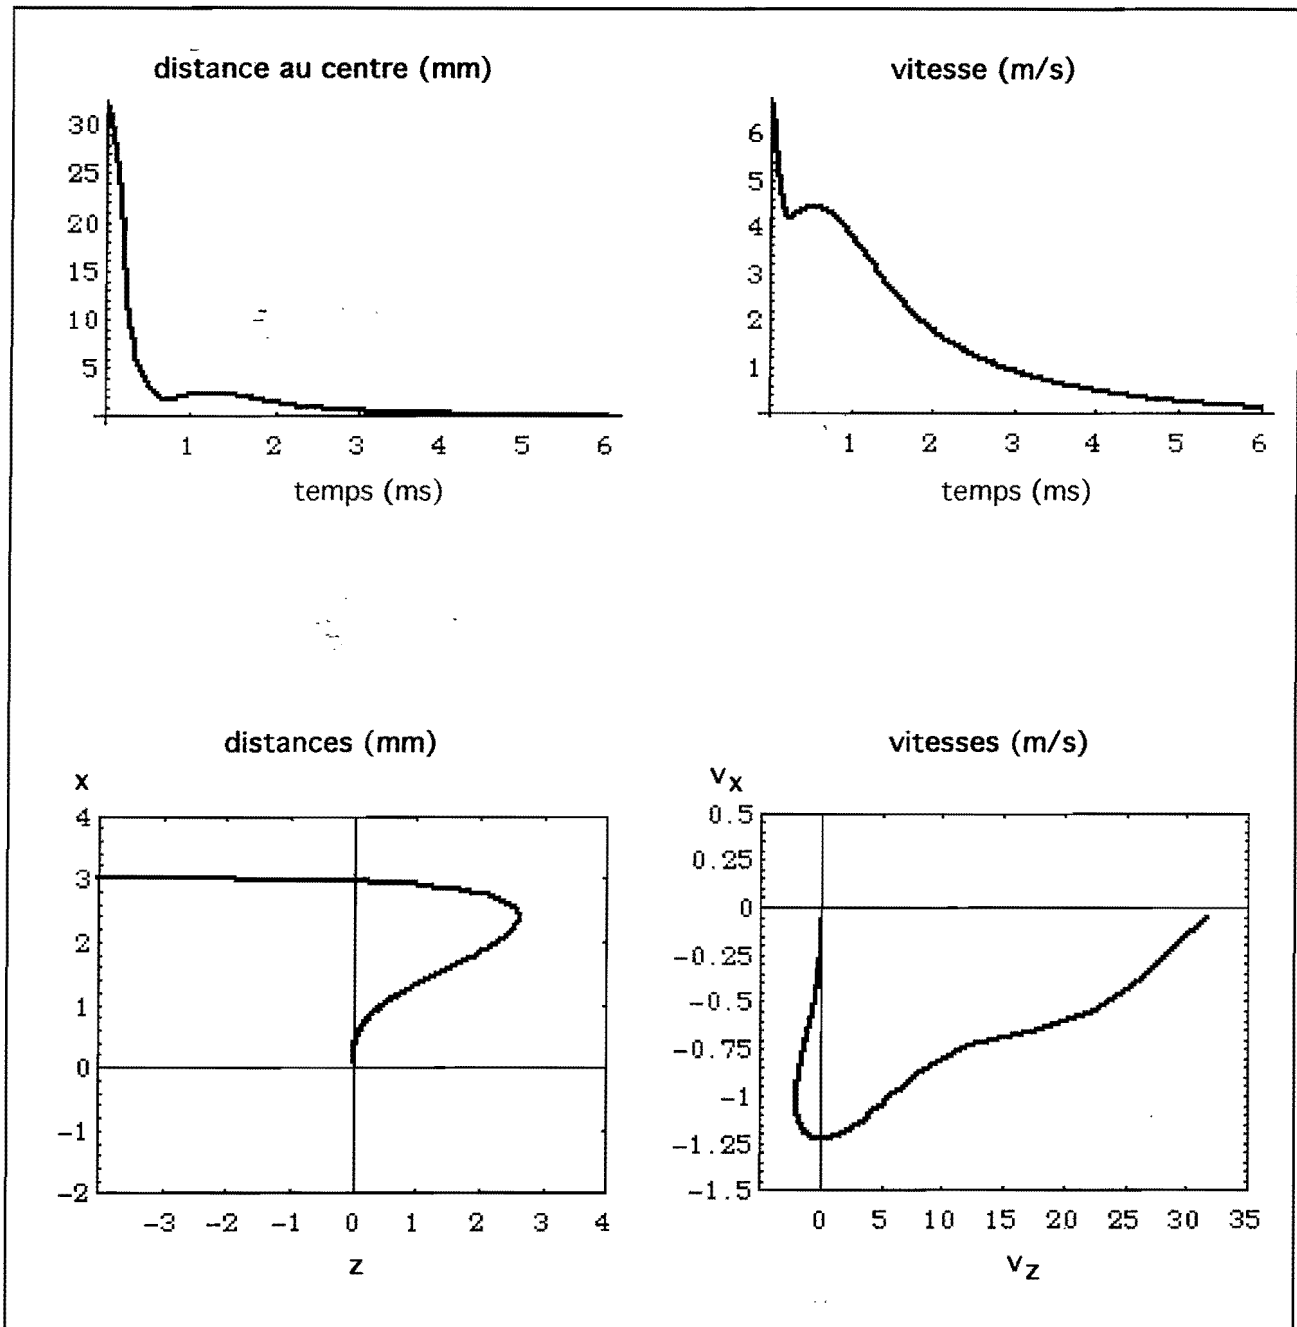 distance au centre (mm)
30
25
20
15
10
5
1 2 3 4 5 6
temps (ms)
vitesse (m/s)
6
5
4
3
2
1
1 2 3 4 5 6
temps (ms)
distances (mm)
x
4
3
2
1
0
-1
-2
-3 -2 -1 0 1 2 3 4
z
vitesses (m/s)
vx
0.5
0.25
0
-0.25
-0.5
-0.75
-1
-1.25
-1.5
0 5 10 15 20 25 30 35
vz